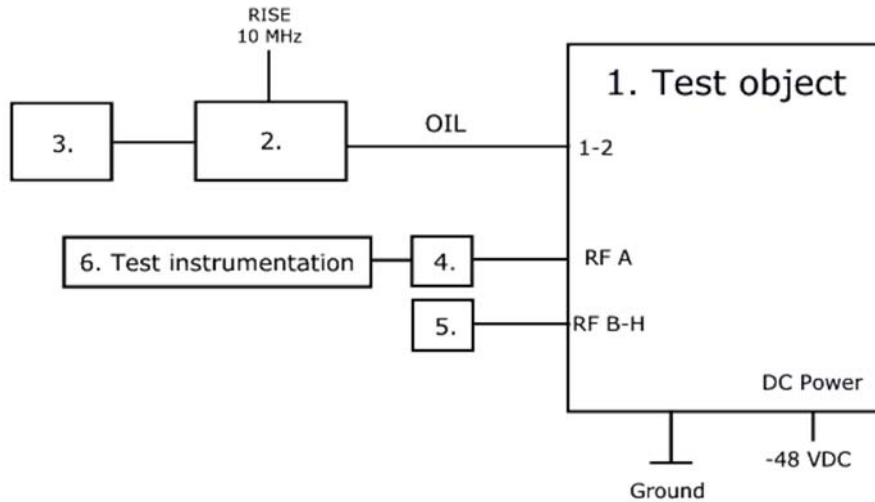 RISE
10 MHz
1. Test object
3.
2.
OIL
1-2
6. Test instrumentation
4.
RF A
5.
RF B-H
DC Power
-48 VDC
Ground